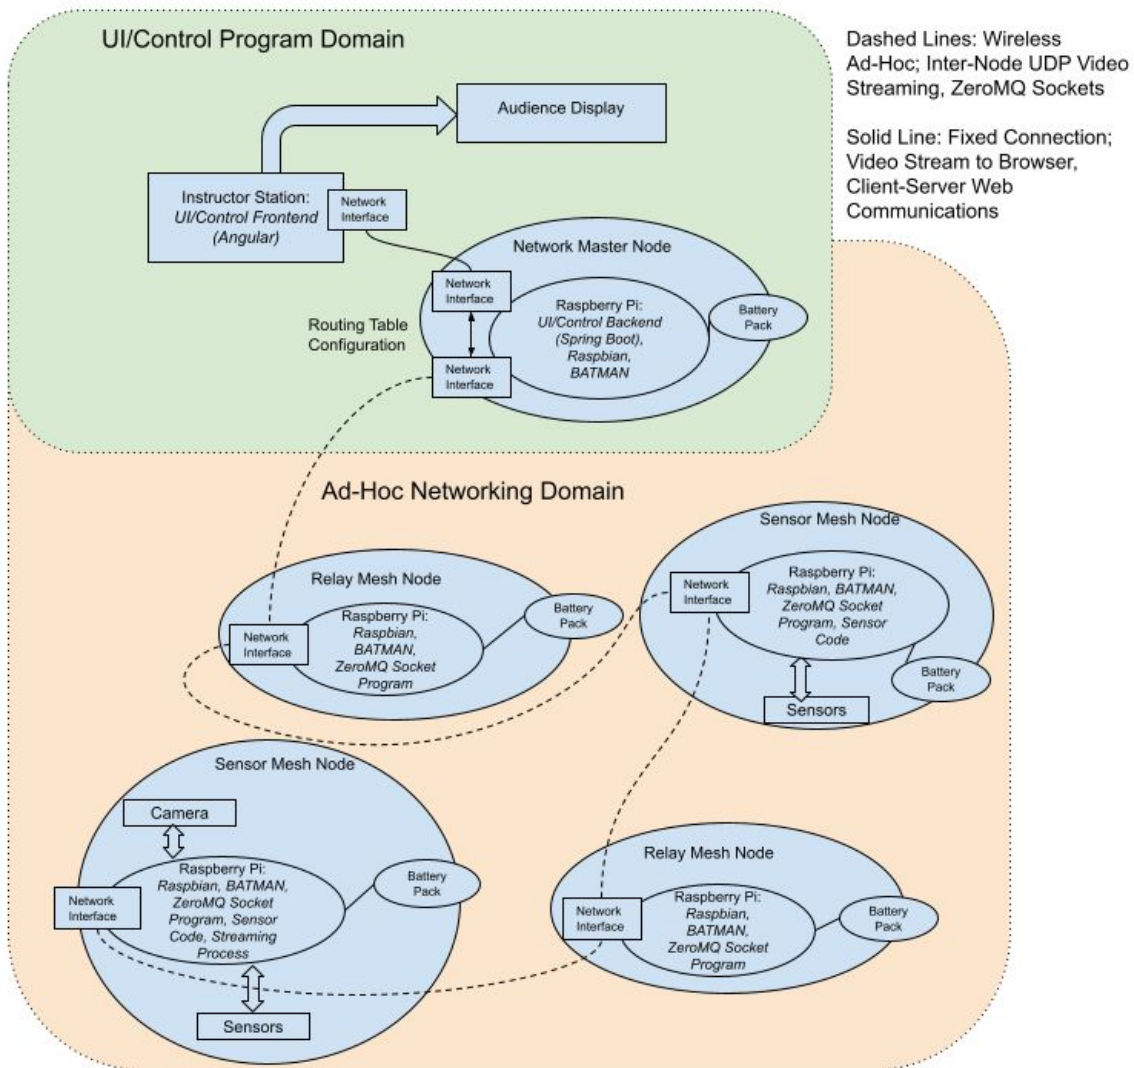 UI/Control Program Domain
Dashed Lines: Wireless
Ad-Hoc; Inter-Node UDP Video
Streaming, ZeroMQ Sockets
Solid Line: Fixed Connection;
Video Stream to Browser,
Client-Server Web
Communications
Audience Display
Instructor Station:
UI/Control Frontend
(Angular)
Network
Interface
Network Master Node
Network
Interface
Routing Table
Configuration
Network
Interface
Raspberry Pi:
UI/Control Backend
(Spring Boot),
Raspbian,
BATMAN
Battery
Pack
Ad-Hoc Networking Domain
Relay Mesh Node
Network
Interface
Raspberry Pi:
Raspbian,
BATMAN,
ZeroMQ Socket
Program
Battery
Pack
Sensor Mesh Node
Network
Interface
Raspberry Pi:
Raspbian, BATMAN,
ZeroMQ Socket
Program, Sensor
Code
Battery
Pack
Sensors
Sensor Mesh Node
Camera
Network
Interface
Raspberry Pi:
Raspbian, BATMAN,
ZeroMQ Socket
Program, Sensor
Code, Streaming
Process
Battery
Pack
Sensors
Relay Mesh Node
Network
Interface
Raspberry Pi:
Raspbian,
BATMAN,
ZeroMQ Socket
Program
Battery
Pack